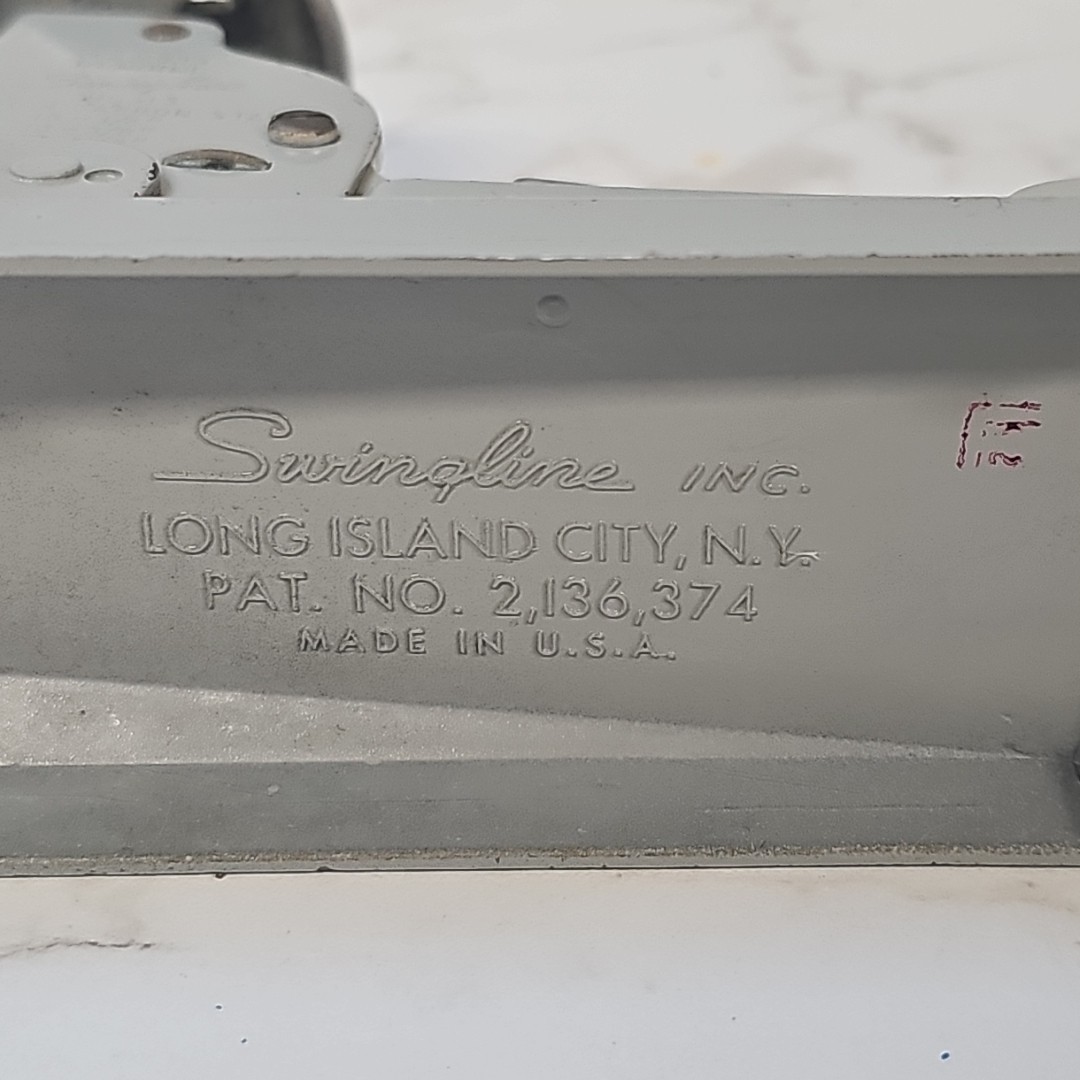 Swingline INC.
LONG ISLAND CITY, N.Y.
PAT. NO. 2,136,374
MADE IN U.S.A.
E